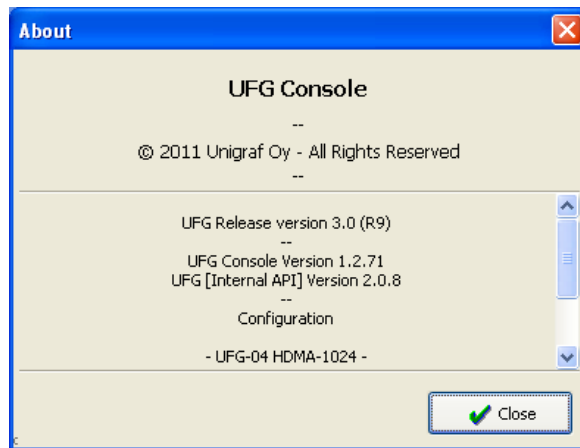 About
UFG Console
--
© 2011 Unigraf Oy - All Rights Reserved
--
UFG Release version 3.0 (R9)
--
UFG Console Version 1.2.71
UFG [Internal API] Version 2.0.8
--
Configuration
- UFG-04 HDMA-1024 -
Close
c